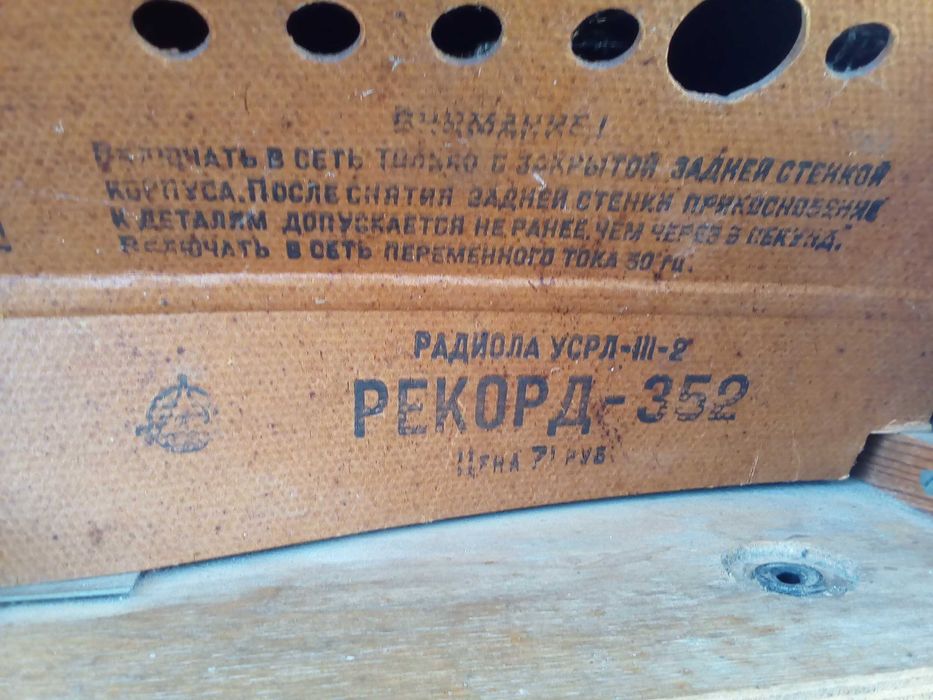 ВНИМАНИЕ!
ВКЛЮЧАТЬ В СЕТЬ ТОЛЬКО С ЗАКРЫТОЙ ЗАДНЕЙ СТЕНКОЙ
КОРПУСА. ПОСЛЕ СНЯТИЯ ЗАДНЕЙ СТЕНКИ ПРИКОСНОВЕНИЕ
К ДЕТАЛЯМ ДОПУСКАЕТСЯ НЕ РАНЕЕ, ЧЕМ ЧЕРЕЗ 5 СЕКУНД."
ВКЛЮЧАТЬ В СЕТЬ ПЕРЕМЕННОГО ТОКА 50 гц.
РАДИОЛА УСРЛ-III-2
РЕКОРД-352
ЦЕНА 71 РУБ.